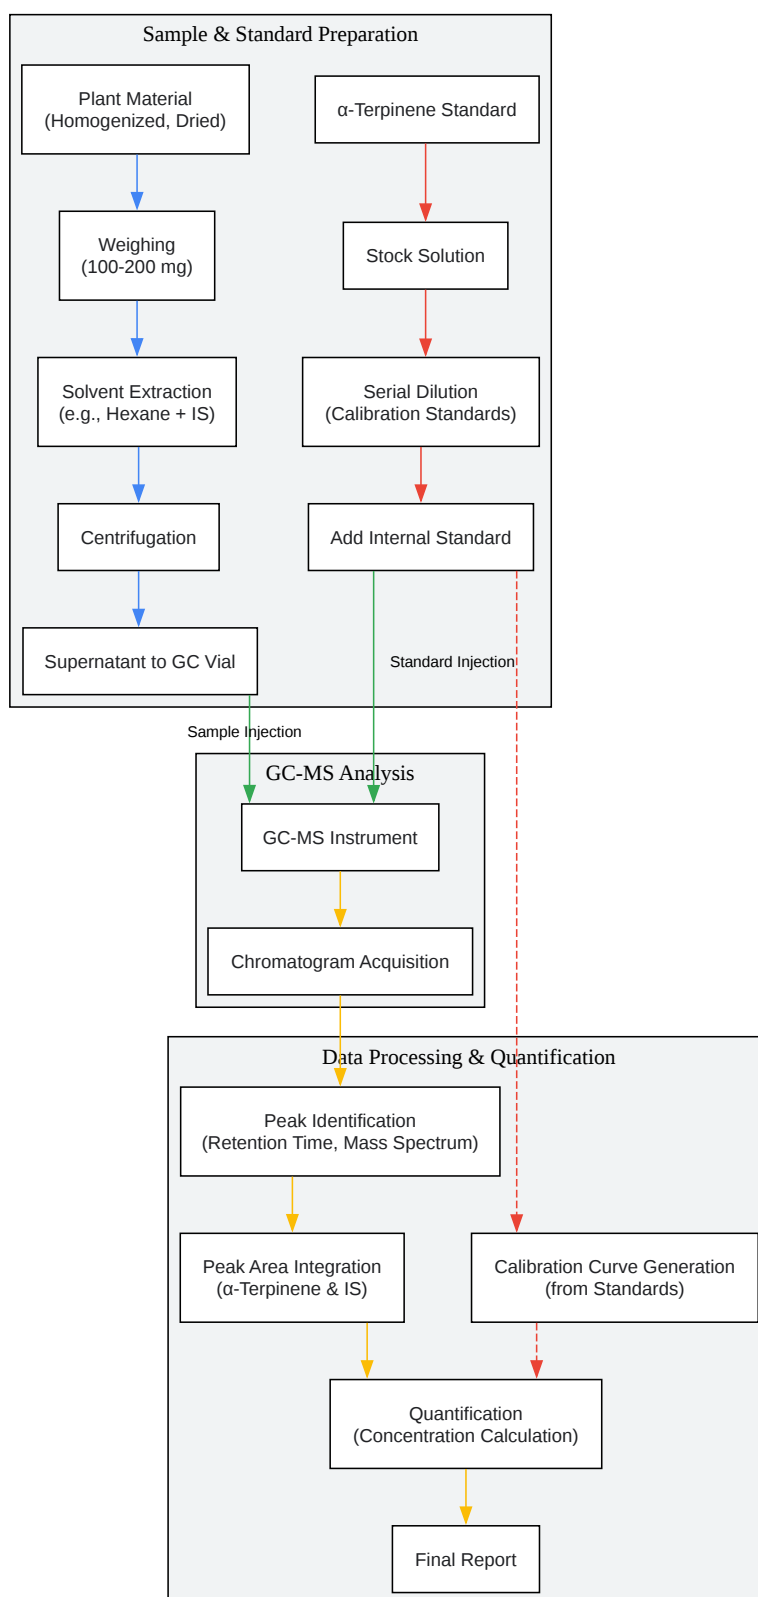 Sample & Standard Preparation
Plant Material
(Homogenized, Dried)
α-Terpinene Standard
Weighing
(100-200 mg)
Stock Solution
Solvent Extraction
(e.g., Hexane + IS)
Serial Dilution
(Calibration Standards)
Centrifugation
Add Internal Standard
Supernatant to GC Vial
Standard Injection
Sample Injection
GC-MS Analysis
GC-MS Instrument
Chromatogram Acquisition
Data Processing & Quantification
Peak Identification
(Retention Time, Mass Spectrum)
Peak Area Integration
(α-Terpinene & IS)
Calibration Curve Generation
(from Standards)
Quantification
(Concentration Calculation)
Final Report